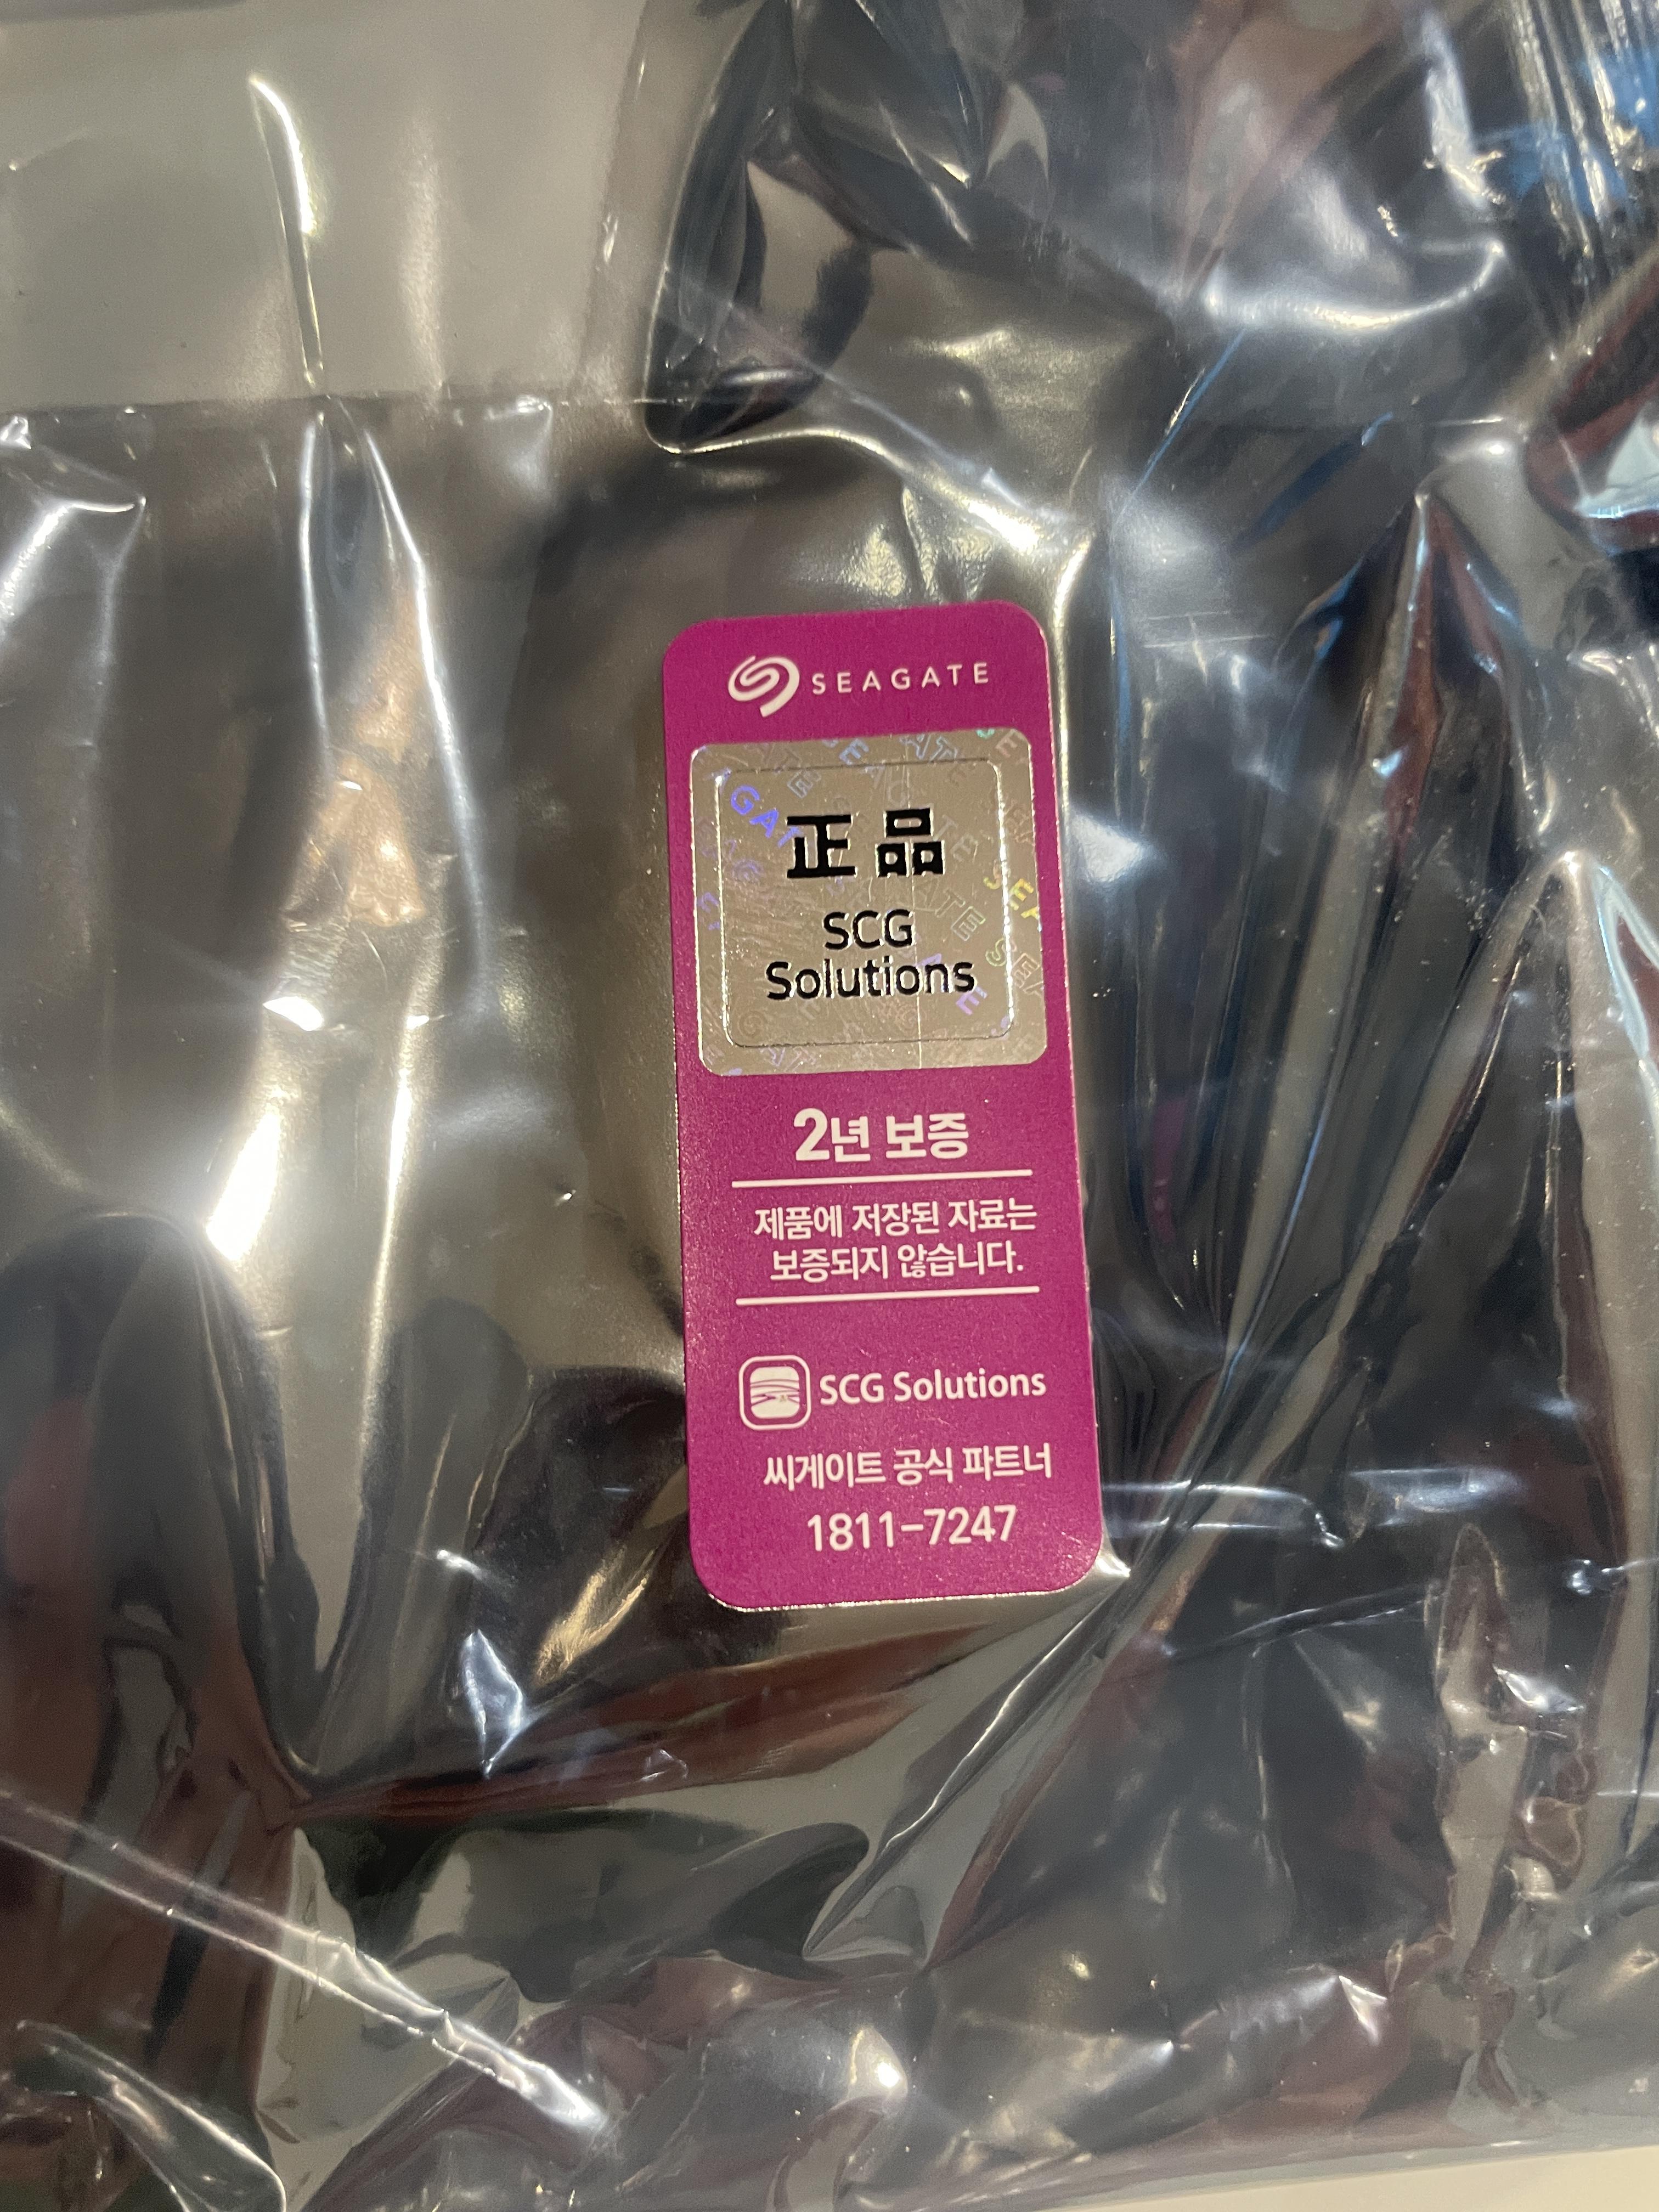 SEAGATE
正品
SCG
Solutions
2년 보증
제품에 저장된 자료는
보증되지 않습니다.
SCG Solutions
씨게이트 공식 파트너
1811-7247